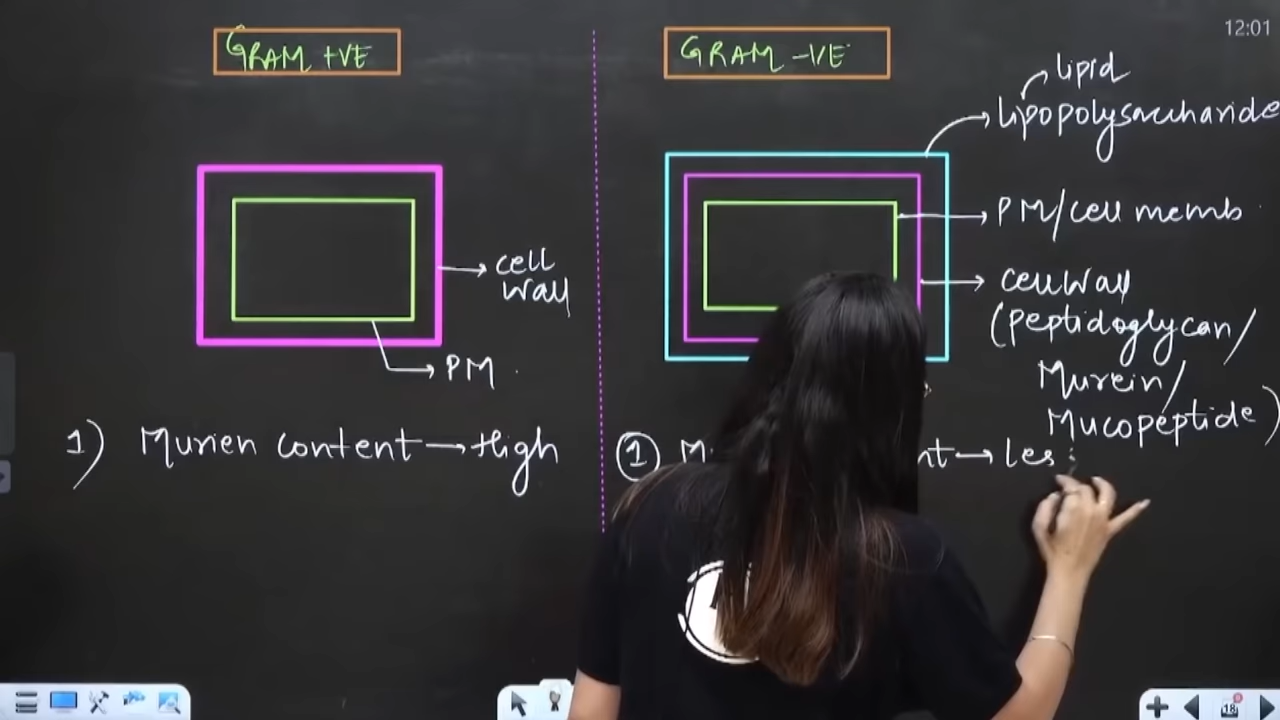 12:01
GRAM +VE
GRAM -VE
lipid
lipopolysaccharide
PM/cell memb
cell wall
(peptidoglycan/
Murein/
Mucopeptide)
cell
wall
PM
1) Murien content → High
1 M nt → les
18